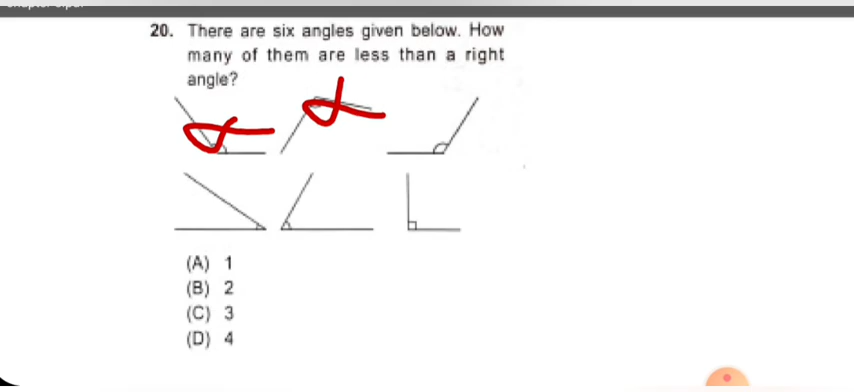 20. There are six angles given below. How
many of them are less than a right
angle?
(A) 1
(B) 2
(C) 3
(D) 4